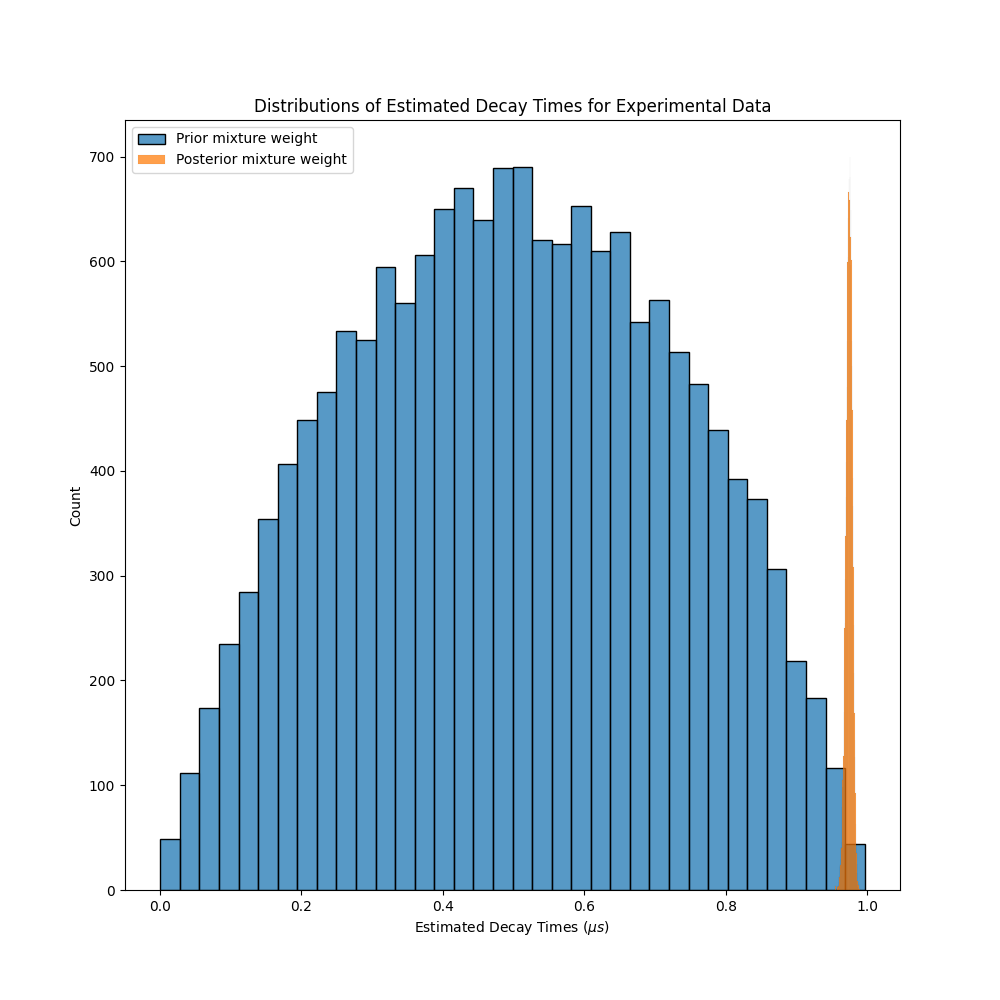 Distributions of Estimated Decay Times for Experimental Data
Prior mixture weight
Posterior mixture weight
Count
700
600
500
400
300
200
100
0
0.0 0.2 0.4 0.6 0.8 1.0
Estimated Decay Times (μs)